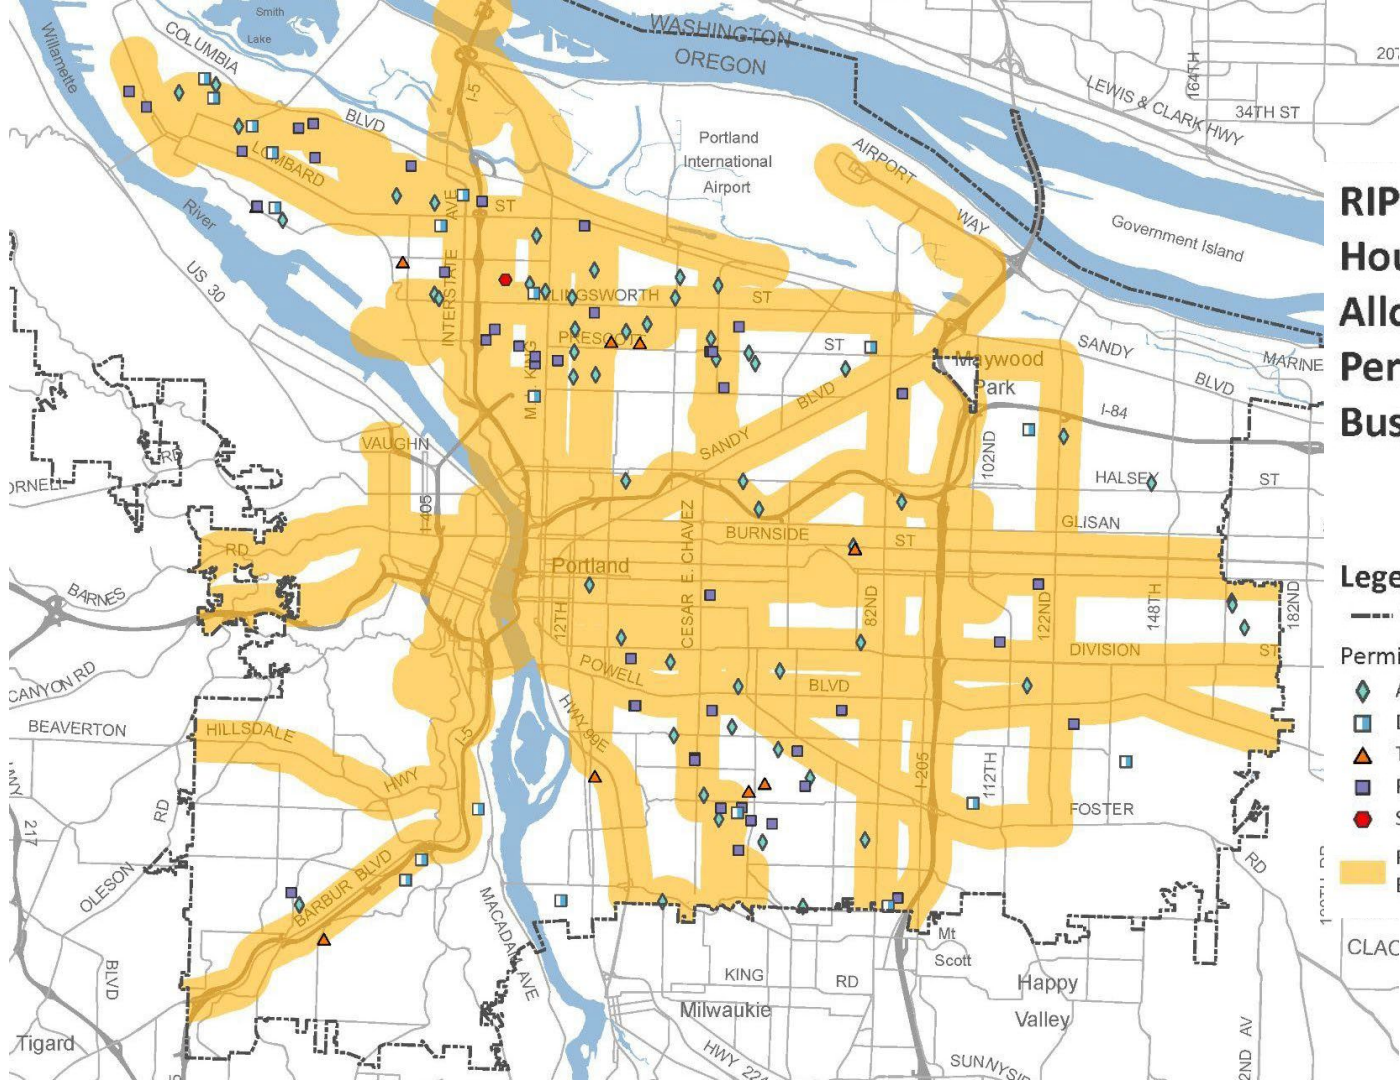 Smith
Lake
COLUMBIA
Willamette
WASHINGTON
OREGON
164TH
207
LEWIS & CLARK HWY
34TH ST
I-5
BLVD
Portland
International
Airport
AIRPORT
WAY
LOMBARD
AVE
ST
River
Government Island
RIP
Hou
Allo
Per
Bus
US 30
INTERSTATE
ST
PRESCOTT
ST
SANDY
BLVD
MARINE
Maywood
Park
M L KING
BLVD
I-84
VAUGHN
SANDY
102ND
RD
ORNELL
HALSEY
ST
I-405
CESAR E. CHAVEZ
BURNSIDE
ST
GLISAN
RD
Portland
Lege
BARNES
12TH
82ND
122ND
148TH
182ND
Permi
CANYON RD
POWELL
BLVD
DIVISION
ST
BEAVERTON
HILLSDALE
HWY
I-5
HWY 99E
I-205
112TH
FOSTER
RD
217
RD
OLESON
BARBUR BLVD
MACADAM AVE
Mt
Scott
KING
RD
Happy
Valley
CLAC
BLVD
Milwaukie
Tigard
HWY 224
SUNNYSID
2ND AV